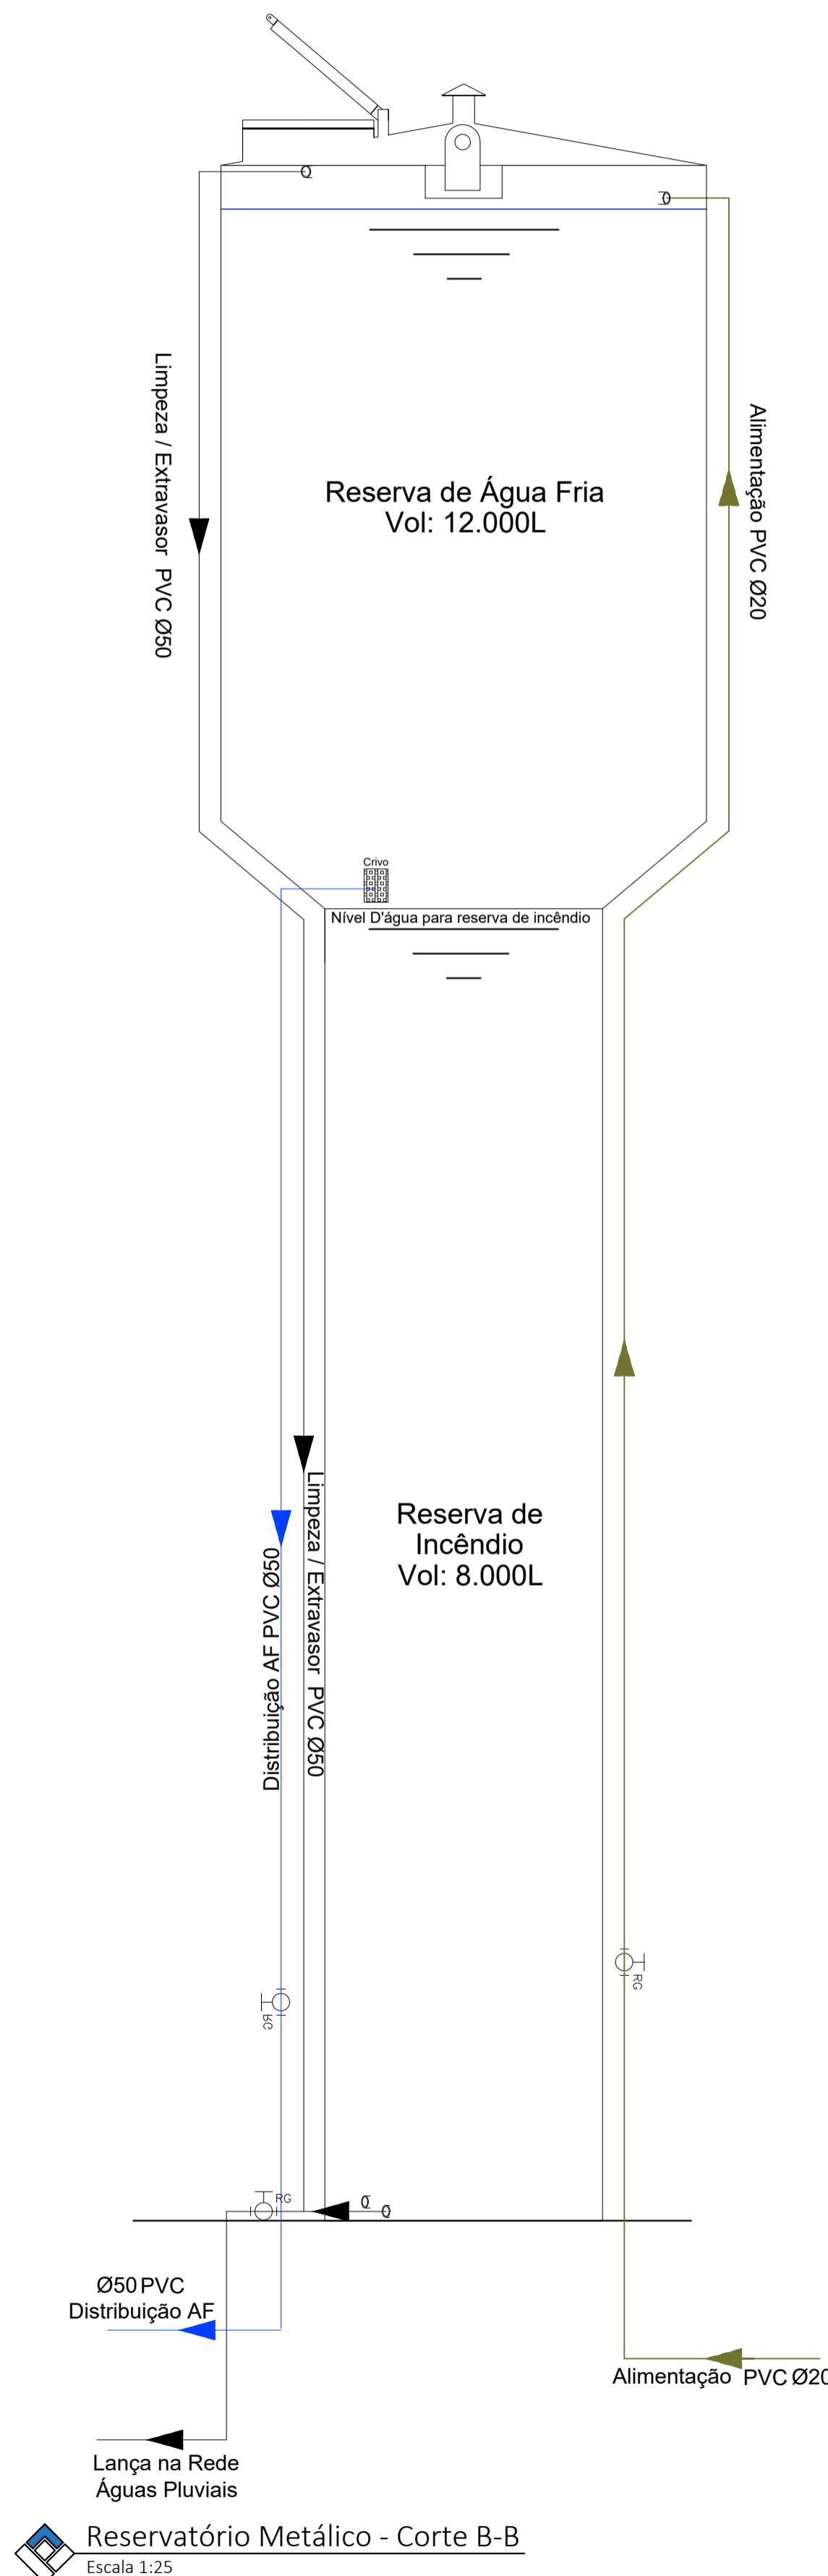 Limpeza / Extravasor PVC Ø50
Alimentação PVC Ø20
Reserva de Água Fria
Vol: 12.000L
Crivo
Nível D'água para reserva de incêndio
Reserva de
Incêndio
Vol: 8.000L
Distribuição AF PVC Ø50
Limpeza / Extravasor PVC Ø50
RG
RG
RG
Ø50 PVC
Distribuição AF
Alimentação PVC Ø20
Lança na Rede
Águas Pluviais
Reservatório Metálico - Corte B-B
Escala 1:25